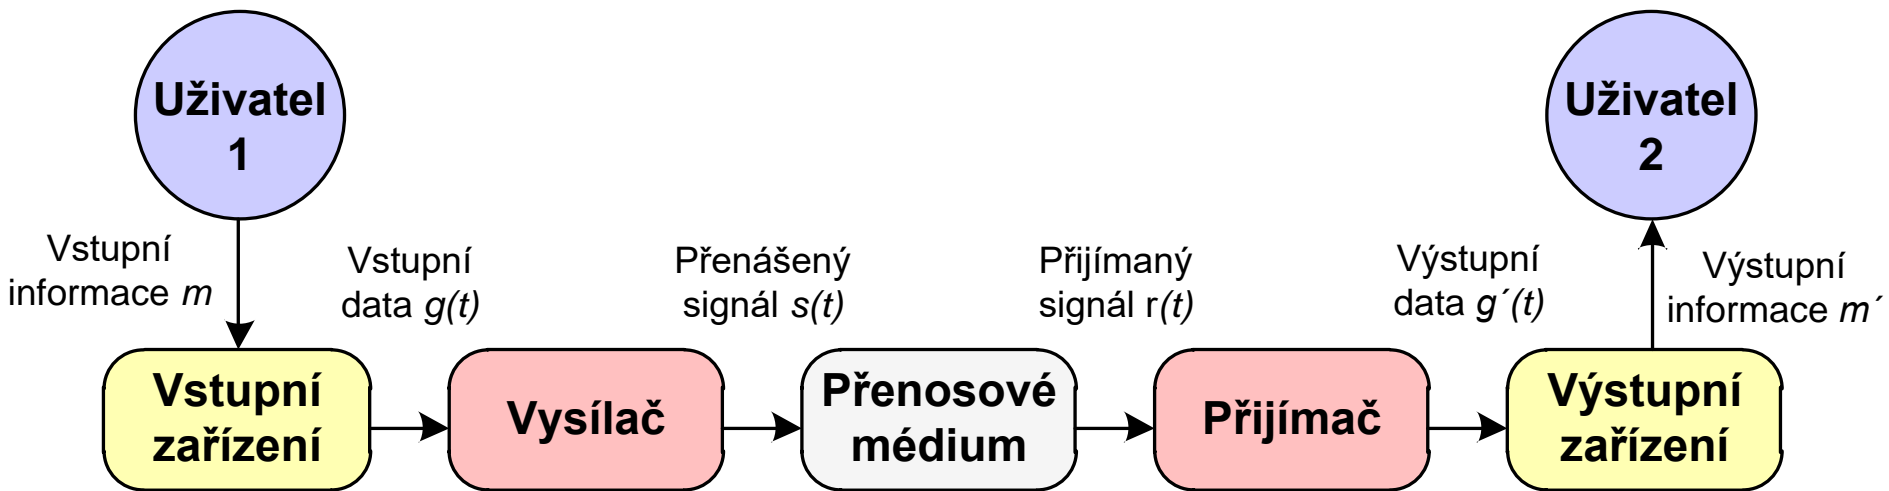 Uživatel
1
Uživatel
2
Vstupní
informace m
Vstupní
data g(t)
Přenášený
signál s(t)
Přijímaný
signál r(t)
Výstupní
data g´(t)
Výstupní
informace m´
Vstupní
zařízení
Vysílač
Přenosové
médium
Přijímač
Výstupní
zařízení